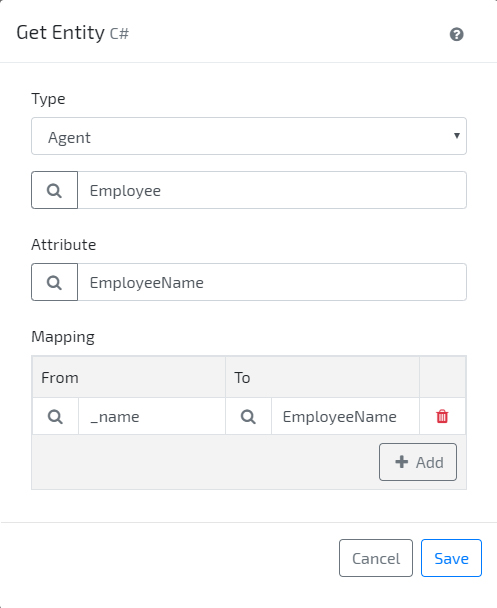 Get Entity C#
Type
Agent
Employee
Attribute
EmployeeName
Mapping
From To
_name EmployeeName
Add
Cancel Save